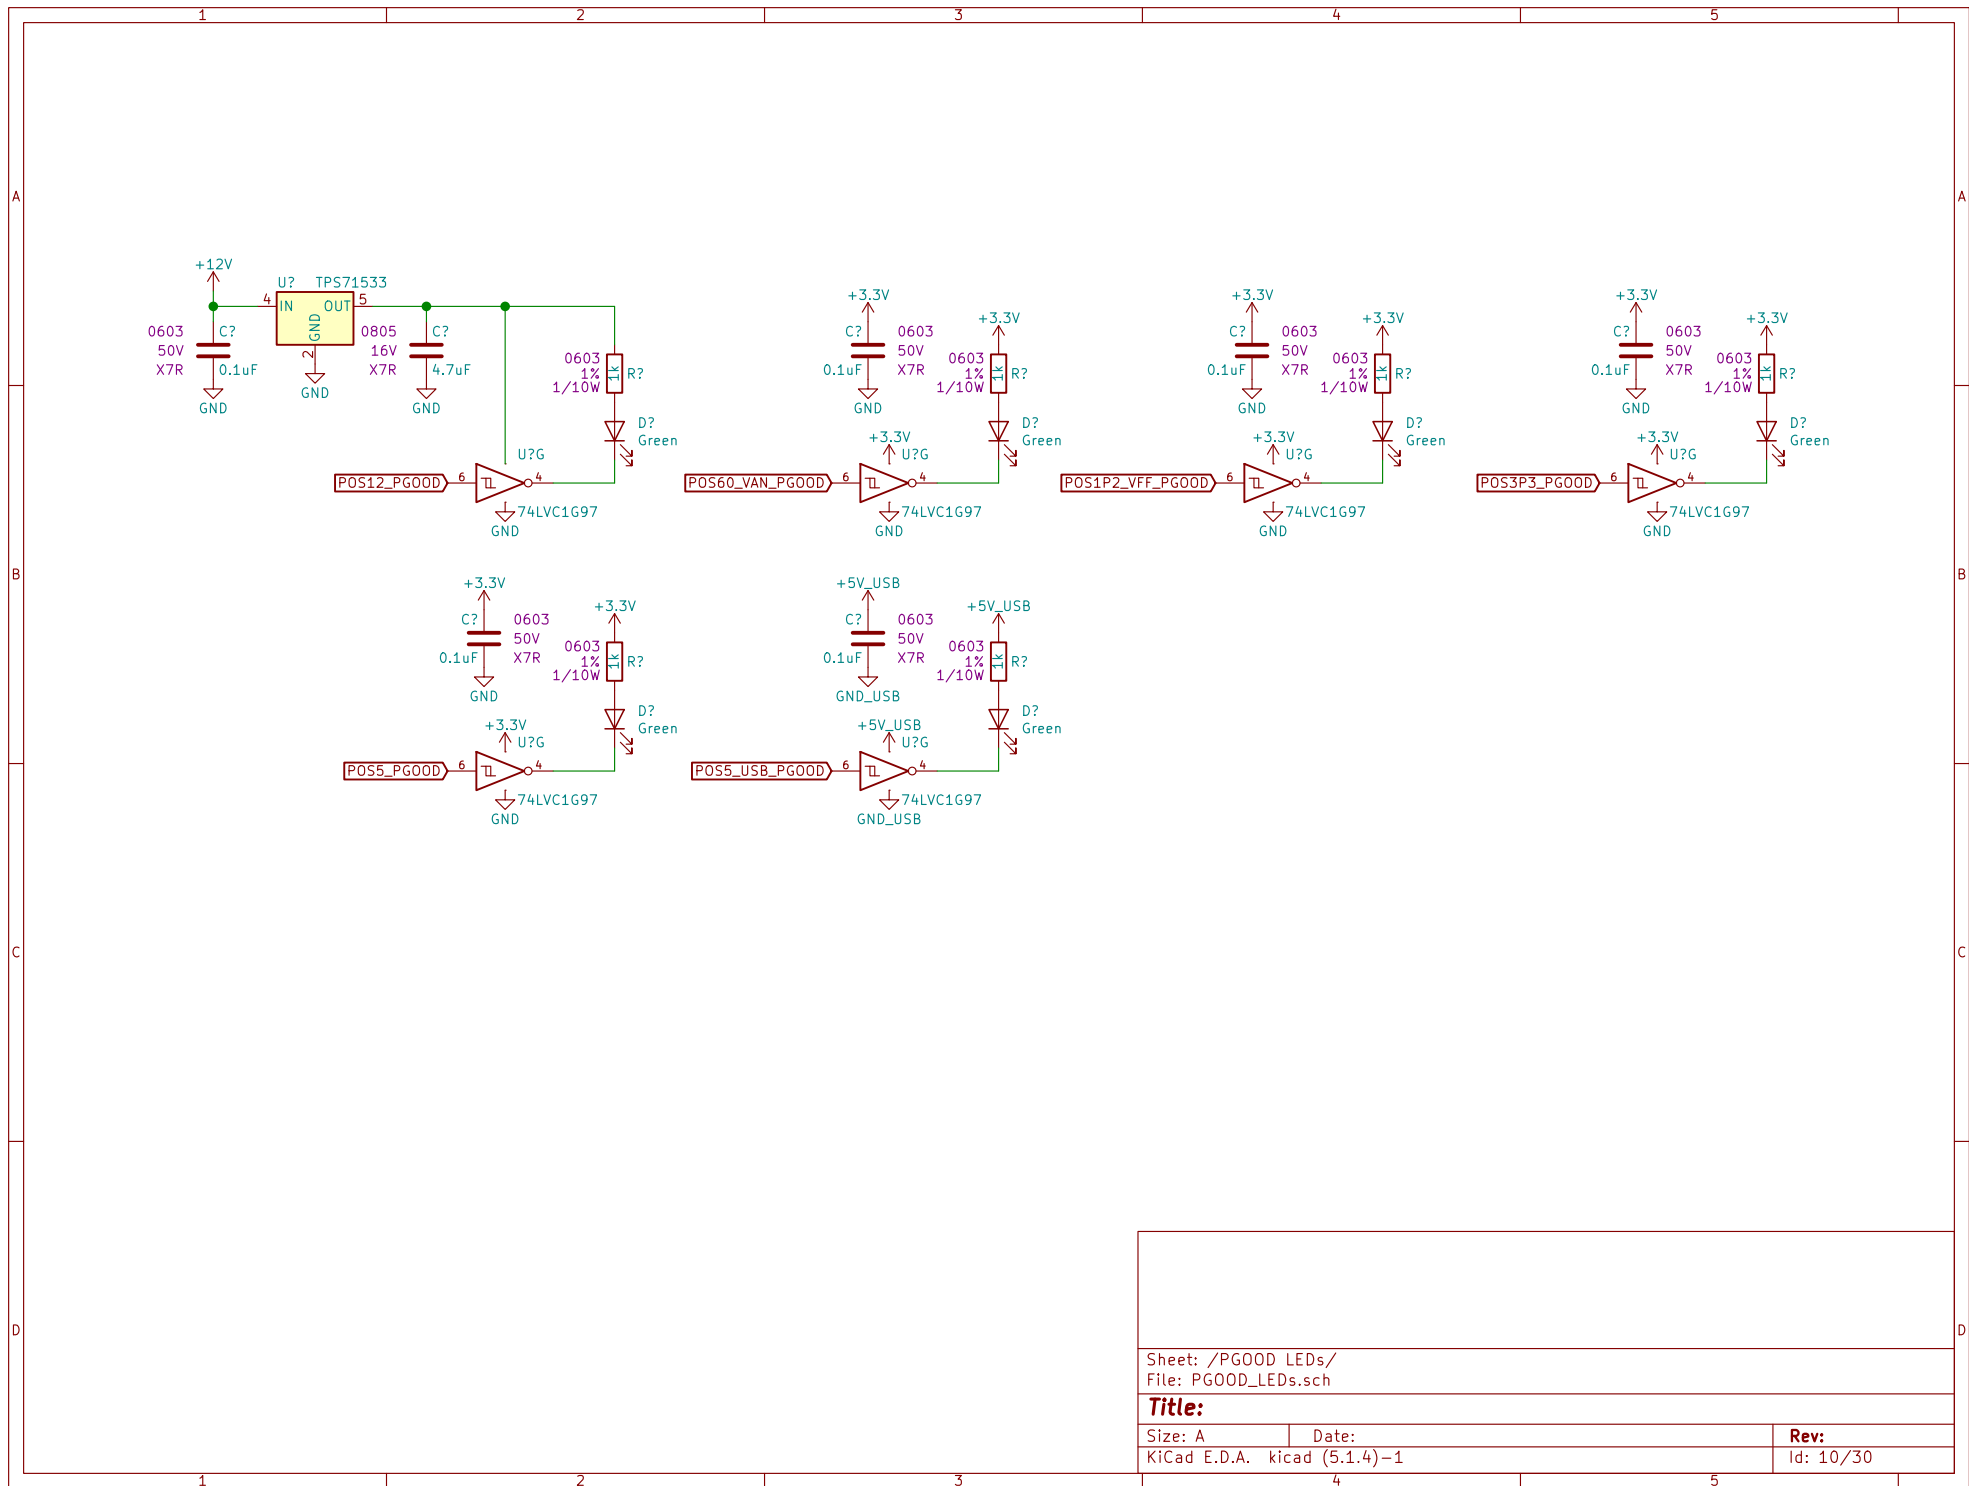 1 2 3 4 5
A A
B B
C C
D D
+12V
U? TPS71533
4 IN OUT 5
GND
2
GND
0603 C?
50V
X7R 0.1uF
GND
0805 C?
16V
X7R 4.7uF
GND
0603
1% 1k R?
1/10W
D?
Green
U?G
POS12_PGOOD 6 4
74LVC1G97
GND
+3.3V
C? 0603
50V
0.1uF X7R
GND
+3.3V
0603
1% 1k R?
1/10W
D?
Green
+3.3V
U?G
POS60_VAN_PGOOD 6 4
74LVC1G97
GND
+3.3V
C? 0603
50V
0.1uF X7R
GND
+3.3V
0603
1% 1k R?
1/10W
D?
Green
+3.3V
U?G
POS1P2_VFF_PGOOD 6 4
74LVC1G97
GND
+3.3V
C? 0603
50V
0.1uF X7R
GND
+3.3V
0603
1% 1k R?
1/10W
D?
Green
+3.3V
U?G
POS3P3_PGOOD 6 4
74LVC1G97
GND
+3.3V
C? 0603
50V
0.1uF X7R
GND
+3.3V
0603
1% 1k R?
1/10W
D?
Green
+3.3V
U?G
POS5_PGOOD 6 4
74LVC1G97
GND
+5V_USB
C? 0603
50V
0.1uF X7R
GND_USB
+5V_USB
0603
1% 1k R?
1/10W
D?
Green
+5V_USB
U?G
POS5_USB_PGOOD 6 4
74LVC1G97
GND_USB
Sheet: /PGOOD LEDs/
File: PGOOD_LEDs.sch
Title:
Size: A Date: Rev:
KiCad E.D.A. kicad (5.1.4)-1 Id: 10/30
1 2 3 4 5